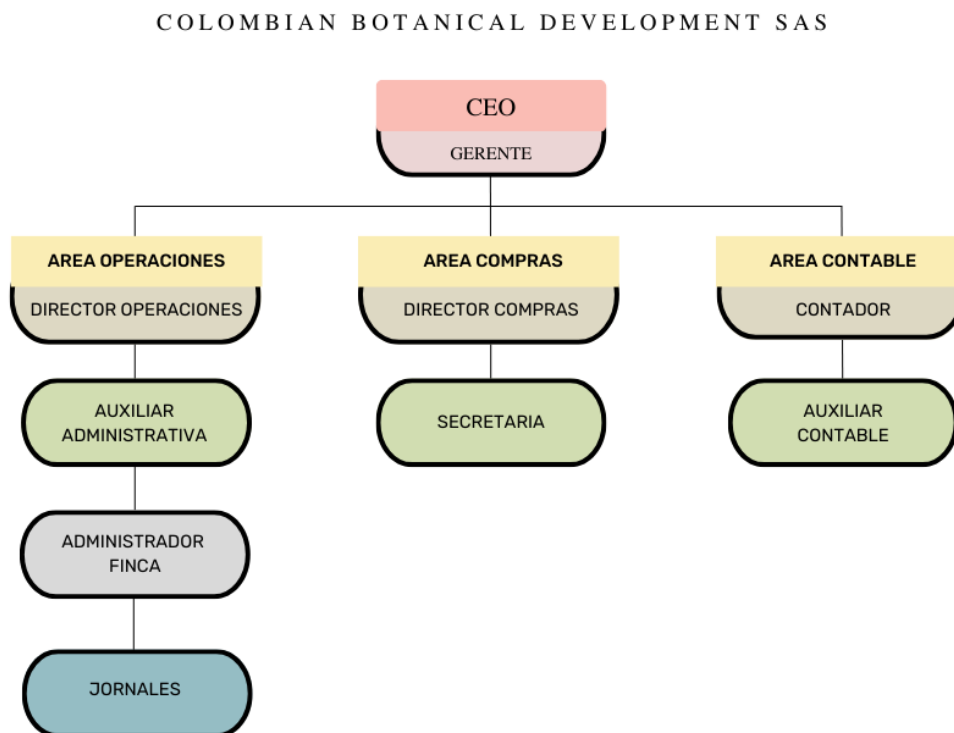 COLOMBIAN BOTANICAL DEVELOPMENT SAS
CEO
GERENTE
AREA OPERACIONES
DIRECTOR OPERACIONES
AUXILIAR
ADMINISTRATIVA
ADMINISTRADOR
FINCA
JORNALES
AREA COMPRAS
DIRECTOR COMPRAS
SECRETARIA
AREA CONTABLE
CONTADOR
AUXILIAR
CONTABLE